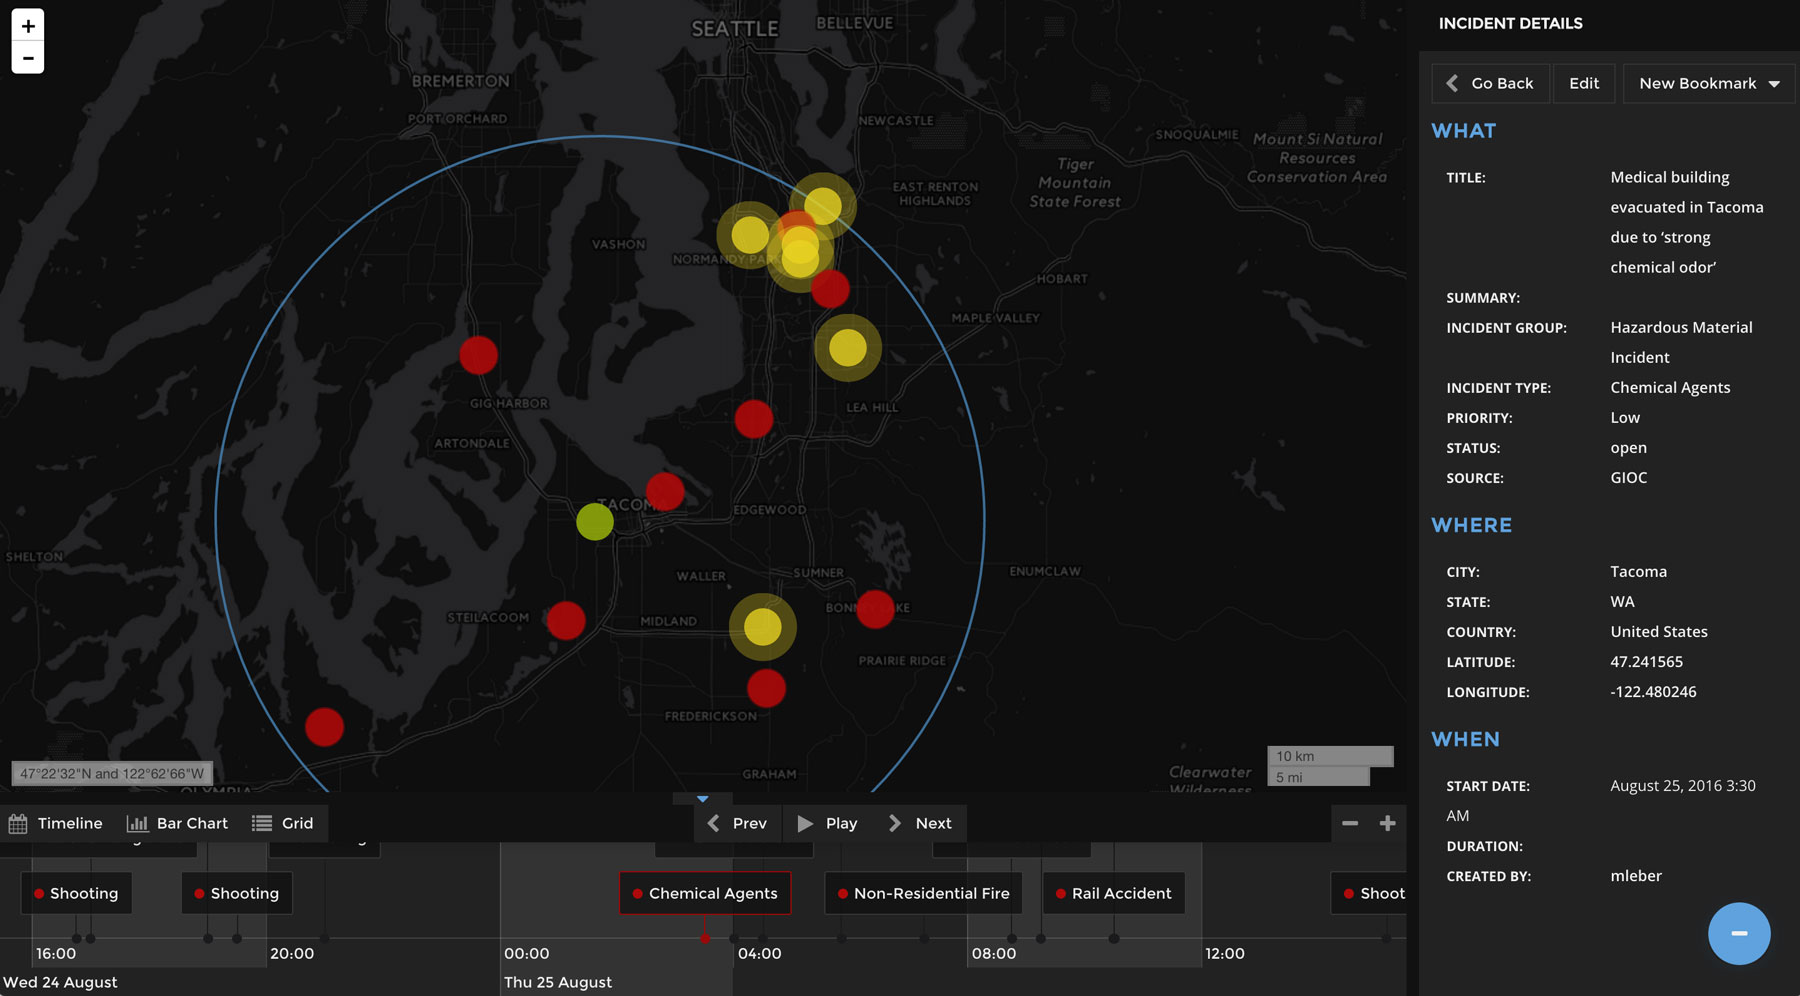 +
-
SEATTLE
BELLEVUE
BREMERTON
PORT ORCHARD
NEWCASTLE
SNOQUALMIE
Mount Si Natural
Resources
Conservation Area
Tiger
Mountain
State Forest
EAST RENTON
HIGHLANDS
VASHON
NORMANDY PARK
HOBART
MAPLE VALLEY
GIG HARBOR
LEA HILL
ARTONDALE
TACOMA
EDGEWOOD
SHELTON
WALLER
SUMNER
ENUMCLAW
STEILACOOM
MIDLAND
BONNEY LAKE
PRAIRIE RIDGE
FREDERICKSON
GRAHAM
Clearwater
Wilderness
OLYMPIA
47°22'32"N and 122°62'66"W
10 km
5 mi
Timeline
Bar Chart
Grid
Prev
Play
Next
Shooting
Shooting
Chemical Agents
Non-Residential Fire
Rail Accident
Shoot
16:00
20:00
00:00
04:00
08:00
12:00
Wed 24 August
Thu 25 August
INCIDENT DETAILS
Go Back
Edit
New Bookmark
WHAT
TITLE: Medical building
evacuated in Tacoma
due to ‘strong
chemical odor’
SUMMARY:
INCIDENT GROUP: Hazardous Material
Incident
INCIDENT TYPE: Chemical Agents
PRIORITY: Low
STATUS: open
SOURCE: GIOC
WHERE
CITY: Tacoma
STATE: WA
COUNTRY: United States
LATITUDE: 47.241565
LONGITUDE: -122.480246
WHEN
START DATE: August 25, 2016 3:30
AM
DURATION:
CREATED BY: mleber